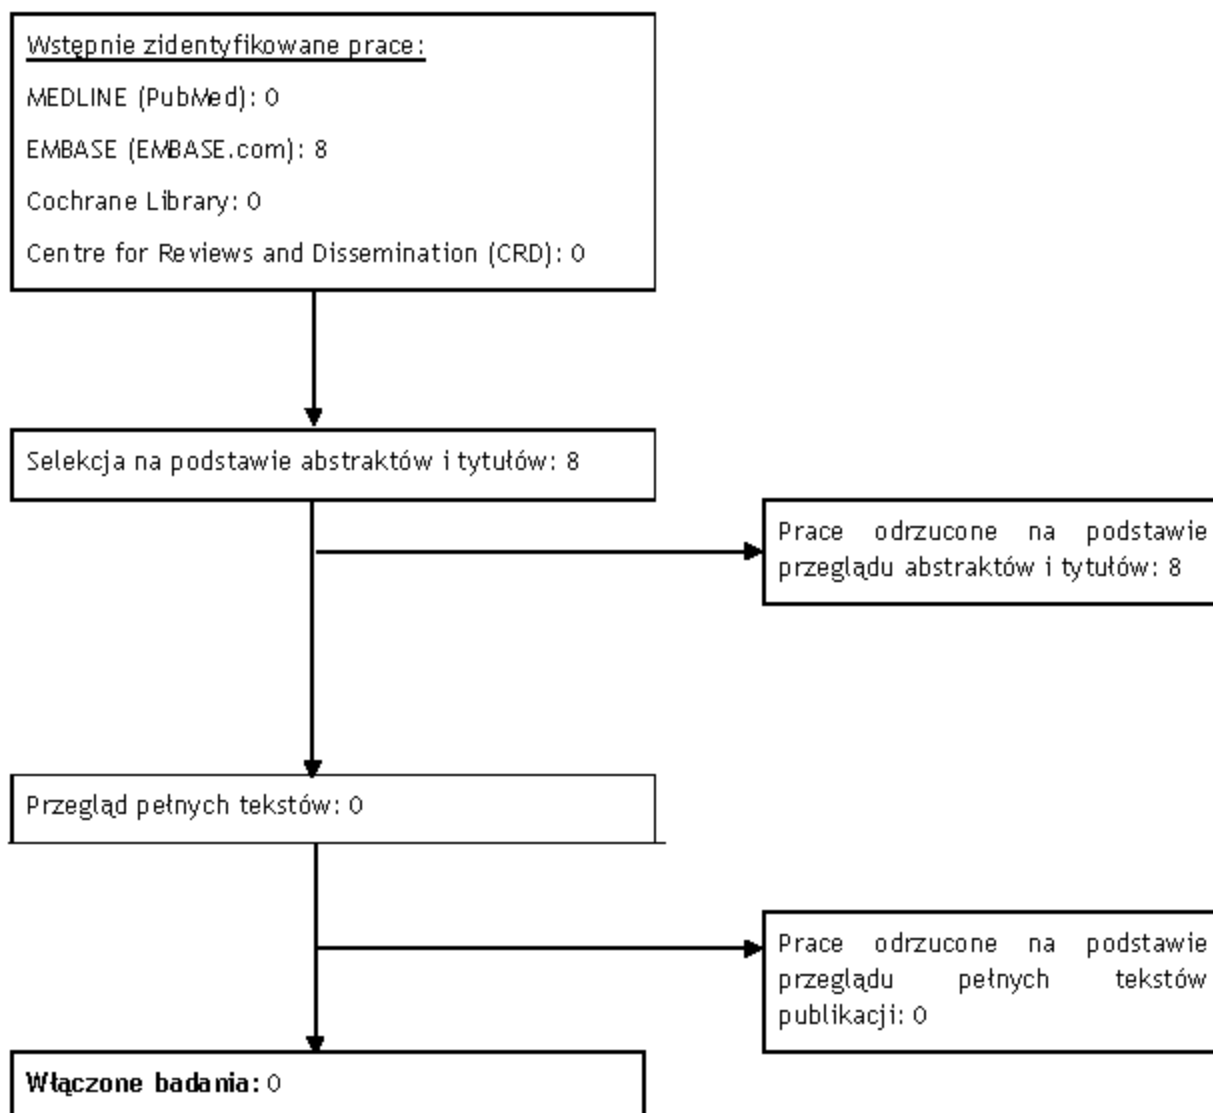 Wstępnie zidentyfikowane prace:
MEDLINE (PubMed): 0
EMBASE (EMBASE.com): 8
Cochrane Library: 0
Centre for Reviews and Dissemination (CRD): 0
Selekcja na podstawie abstraktów i tytułów: 8
Prace odrzucone na podstawie
przeglądu abstraktów i tytułów: 8
Przegląd pełnych tekstów: 0
Prace odrzucone na podstawie
przeglądu pełnych tekstów
publikacji: 0
Włączone badania: 0